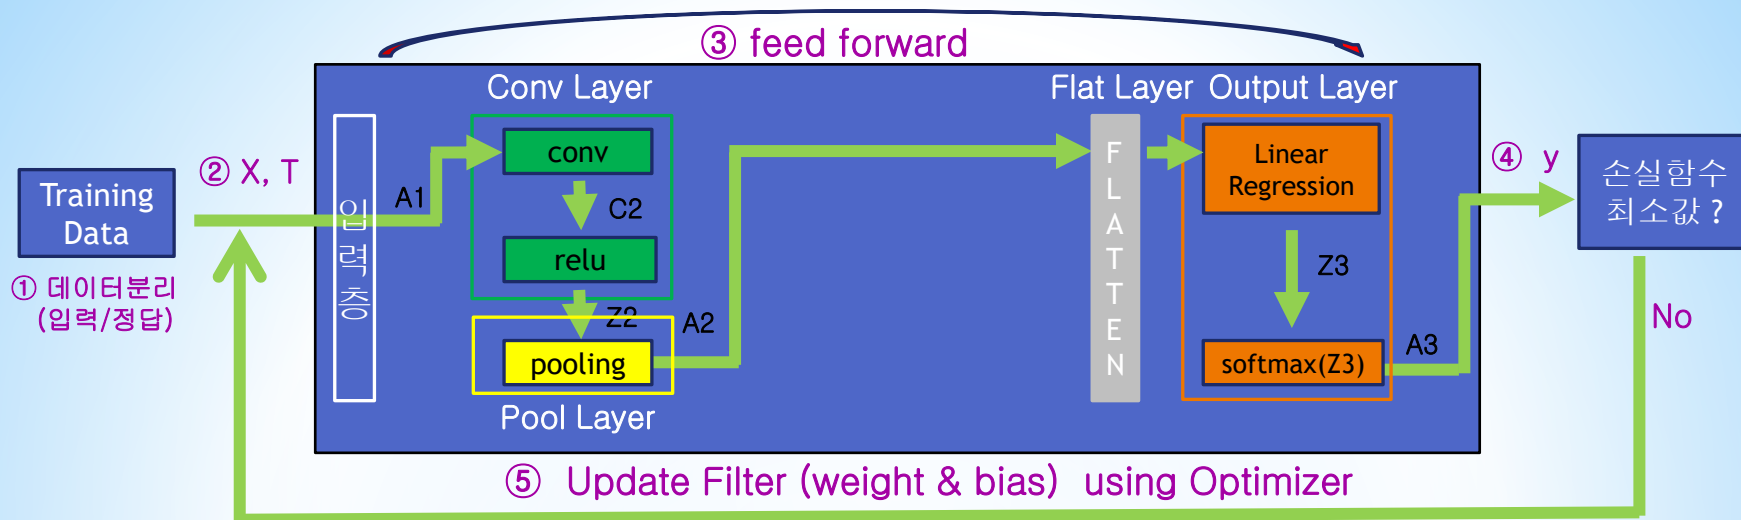 ③ feed forward
Conv Layer
Flat Layer
Output Layer
Training
Data
① 데이터분리
(입력/정답)
② X, T
입
력
층
A1
conv
C2
relu
Z2
pooling
A2
Pool Layer
F
L
A
T
T
E
N
Linear
Regression
Z3
softmax(Z3)
A3
④ y
손실함수
최소값 ?
No
⑤ Update Filter (weight & bias) using Optimizer